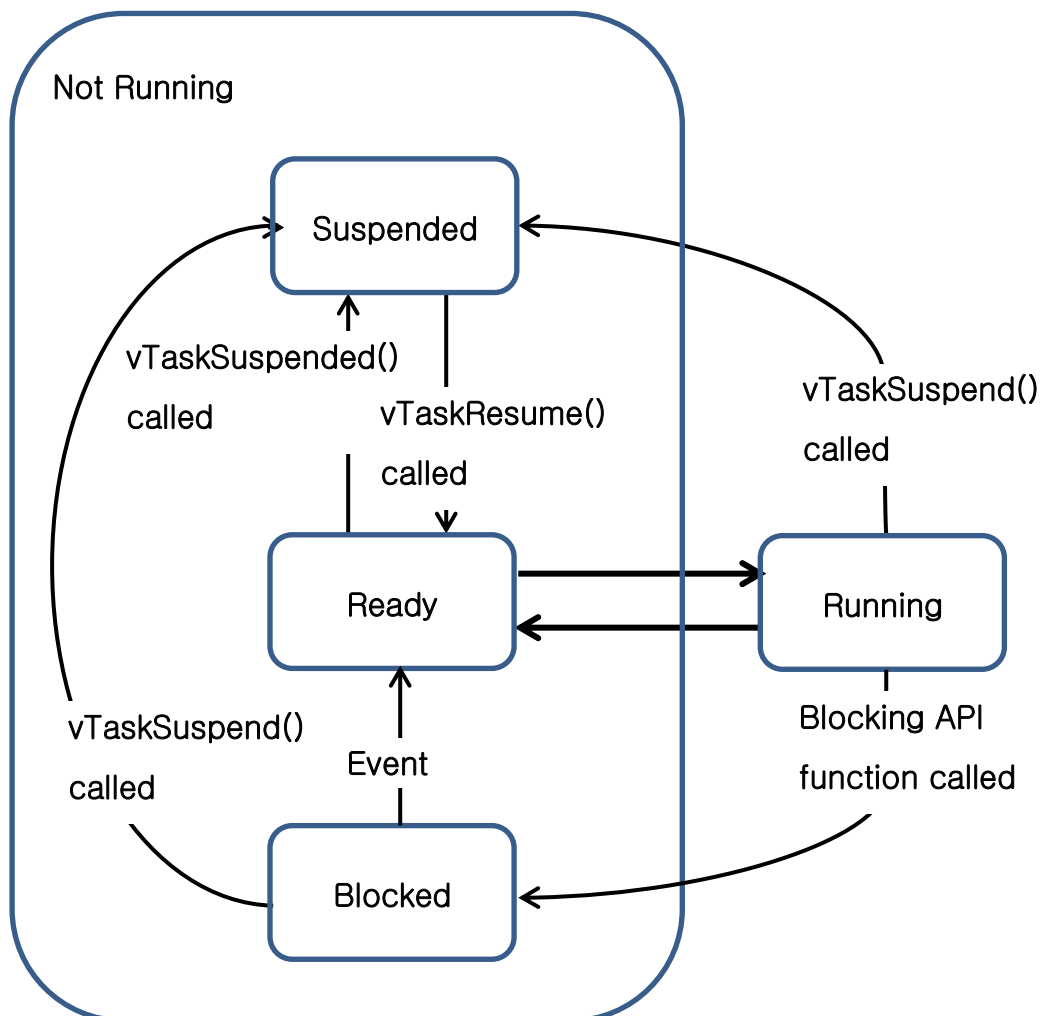 Not Running
Suspended
vTaskSuspended()
called
vTaskResume()
called
vTaskSuspend()
called
Ready
Running
vTaskSuspend()
called
Event
Blocking API
function called
Blocked